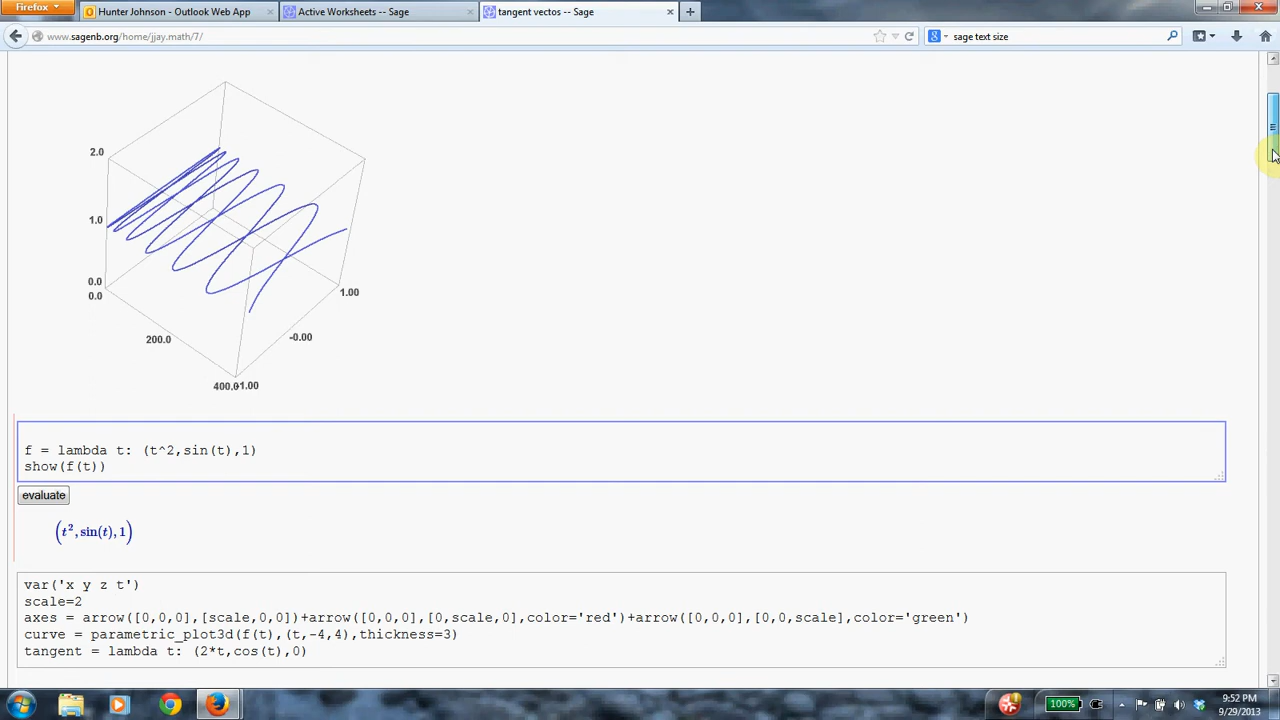 Firefox
Hunter Johnson - Outlook Web App
Active Worksheets -- Sage
tangent vectos -- Sage
www.sagenb.org/home/jjay.math/7/
sage text size
2.0
1.0
0.0
0.0
200.0
400.0
-1.00
-0.00
1.00
f = lambda t: (t^2,sin(t),1)
show(f(t))
evaluate
(t²,sin(t),1)
var('x y z t')
scale=2
axes = arrow([0,0,0],[scale,0,0])+arrow([0,0,0],[0,scale,0],color='red')+arrow([0,0,0],[0,0,scale],color='green')
curve = parametric_plot3d(f(t),(t,-4,4),thickness=3)
tangent = lambda t: (2*t,cos(t),0)
100%
9:52 PM
9/29/2013